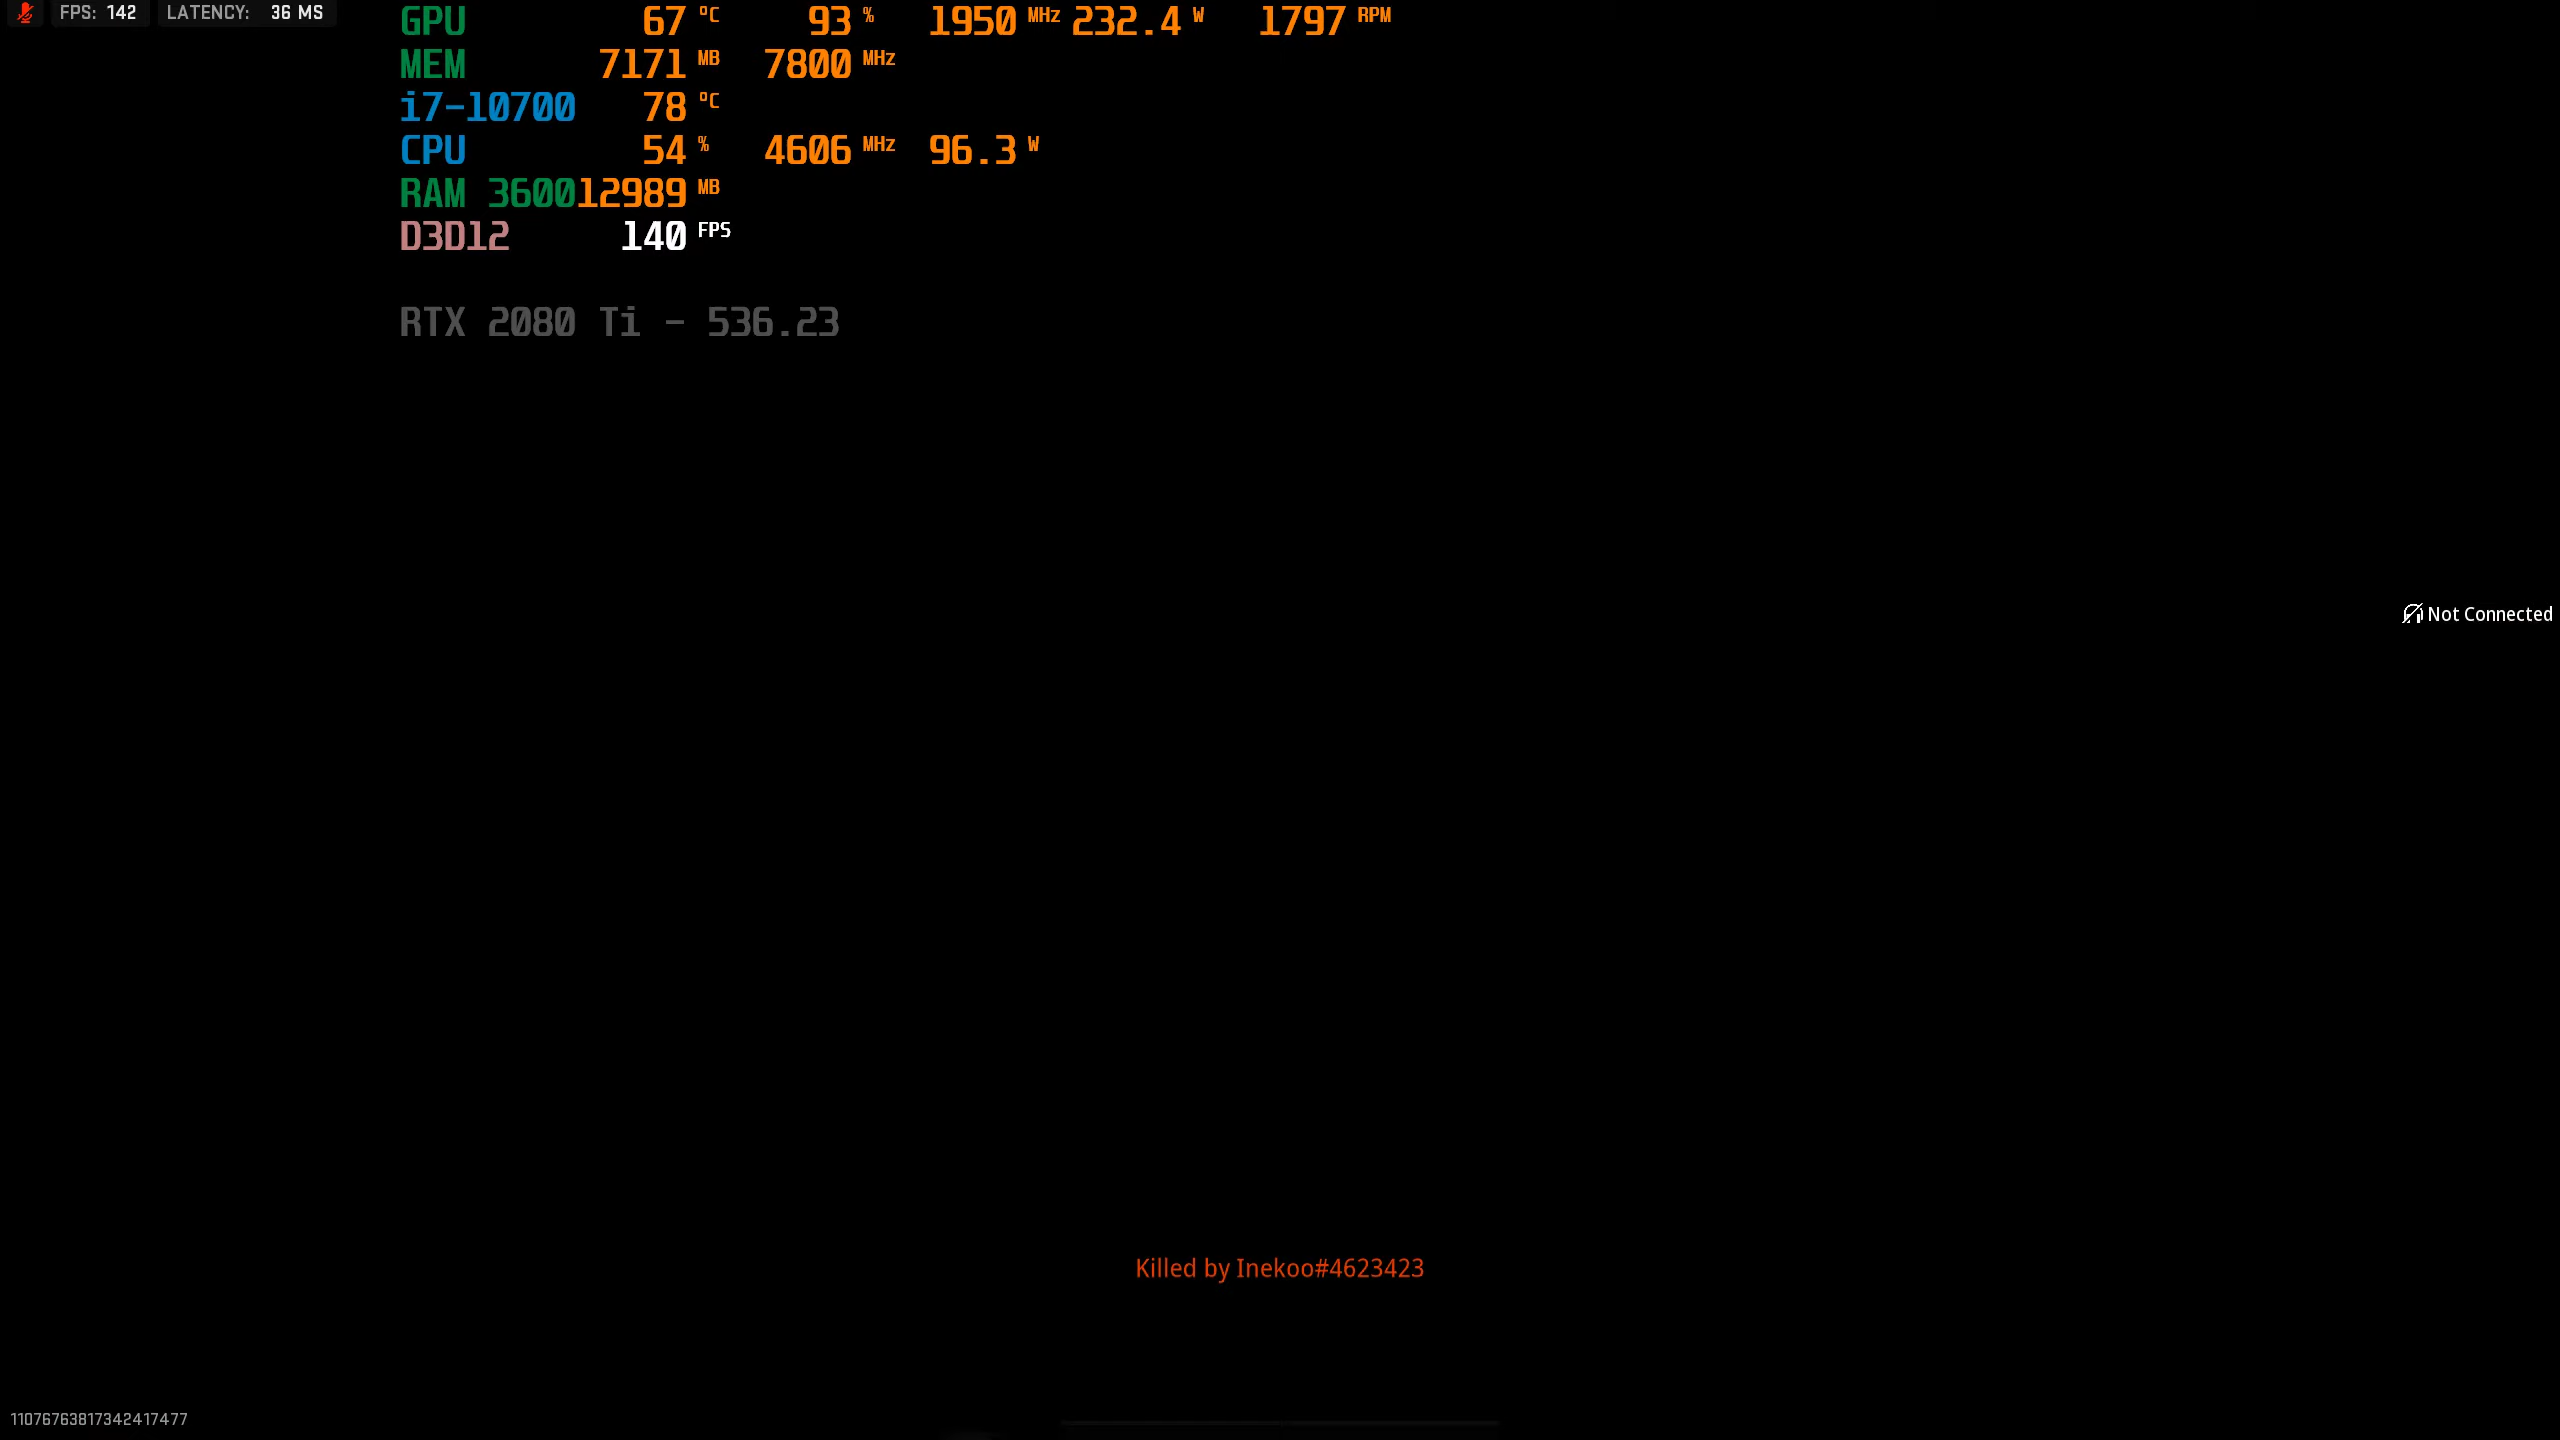 FPS: 142 LATENCY: 36 MS
GPU 67 °C 93 % 1950 MHz 232.4 W 1797 RPM
MEM 7171 MB 7800 MHz
i7-10700 78 °C
CPU 54 % 4606 MHz 96.3 W
RAM 3600 12989 MB
D3D12 140 FPS
RTX 2080 Ti - 536.23
Not Connected
Killed by Inekoo#4623423
11076763817342417477